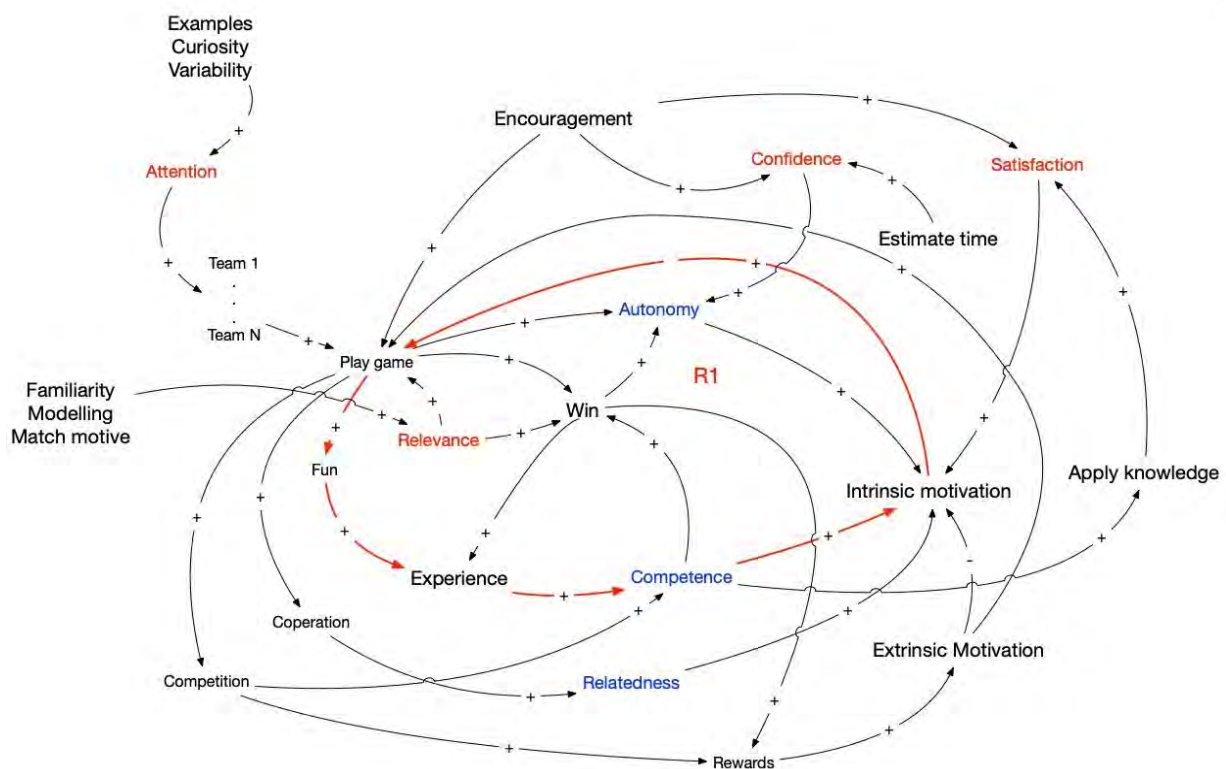 Examples
Curiosity
Variability
+
Encouragement
+
Attention
+
Confidence
+
Satisfaction
+
Estimate time
+
Team 1
.
.
.
Team N
+
+
+
+
+
Autonomy
+
+
+
Play game
+
R1
+
Familiarity
Modelling
Match motive
+
+
Win
+
+
Relevance
+
+
+
Fun
Apply knowledge
Intrinsic motivation
+
+
+
+
+
+
-
Experience
+
Competence
+
+
+
Coperation
Extrinsic Motivation
Competition
+
Relatedness
+
+
+
Rewards